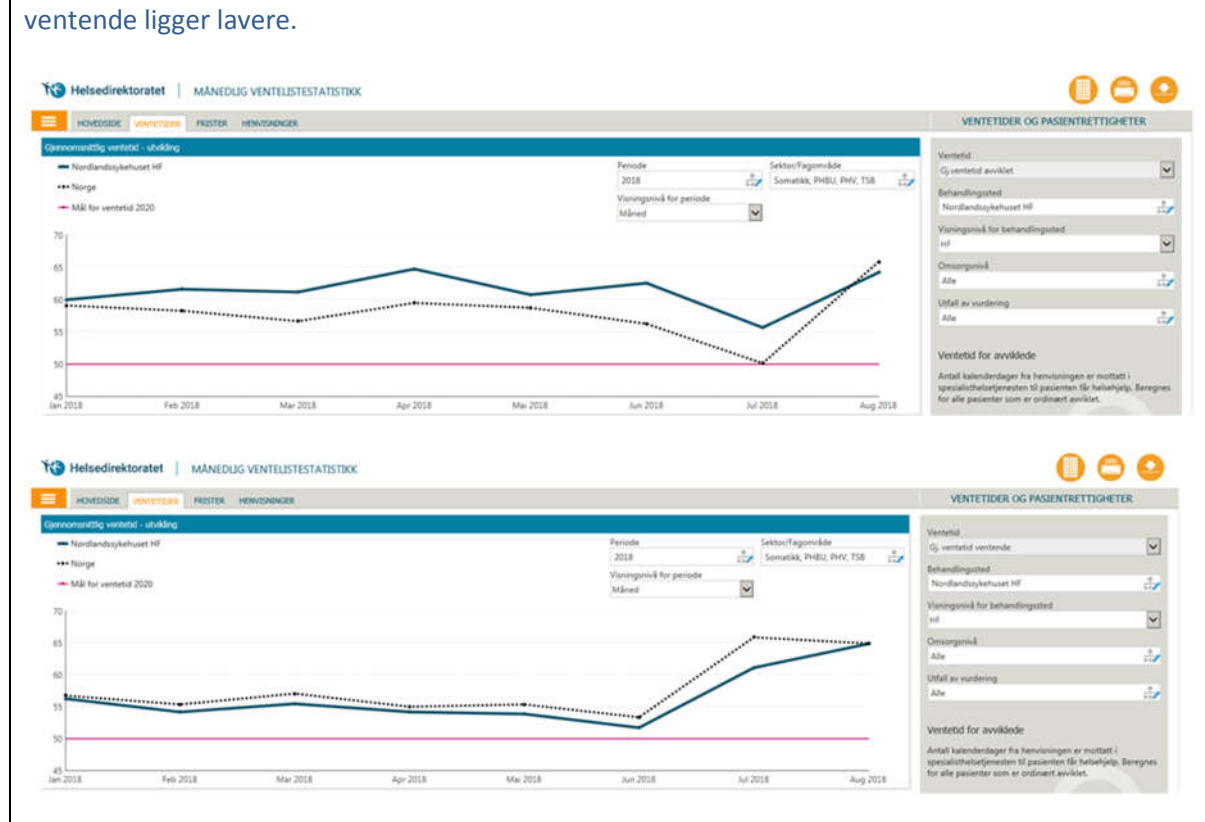 ventende ligger lavere.
Helsedirektoratet | MÅNEDLIG VENTELISTESTATISTIKK
HOVEDSIDE VENTETIDER FRISTER HENVISNINGER
VENTETIDER OG PASIENTRETTIGHETER
Gjennomsnittlig ventetid - utvikling
Nordlandssykehuset HF
Norge
Mål for ventetid 2020
Periode
2018
Sektor/Fagområde
Somatikk, PHBU, PHV, TSB
Visningsnivå for periode
Måned
70
65
60
55
50
45
Jan 2018 Feb 2018 Mar 2018 Apr 2018 Mai 2018 Jun 2018 Jul 2018 Aug 2018
Ventetid
Gj ventetid avviklet
Behandlingssted
Nordlandssykehuset HF
Visningsnivå for behandlingssted
HF
Omsorgsnivå
Alle
Utfall av vurdering
Alle
Ventetid for avviklede
Antall kalenderdager fra henvisningen er mottatt i
spesialisthelsetjenesten til pasienten får helsehjelp. Beregnes
for alle pasienter som er ordinært avviklet.
Helsedirektoratet | MÅNEDLIG VENTELISTESTATISTIKK
HOVEDSIDE VENTETIDER FRISTER HENVISNINGER
VENTETIDER OG PASIENTRETTIGHETER
Gjennomsnittlig ventetid - utvikling
Nordlandssykehuset HF
Norge
Mål for ventetid 2020
Periode
2018
Sektor/Fagområde
Somatikk, PHBU, PHV, TSB
Visningsnivå for periode
Måned
70
65
60
55
50
45
Jan 2018 Feb 2018 Mar 2018 Apr 2018 Mai 2018 Jun 2018 Jul 2018 Aug 2018
Ventetid
Gj. ventetid ventende
Behandlingssted
Nordlandssykehuset HF
Visningsnivå for behandlingssted
HF
Omsorgsnivå
Alle
Utfall av vurdering
Alle
Ventetid for avviklede
Antall kalenderdager fra henvisningen er mottatt i
spesialisthelsetjenesten til pasienten får helsehjelp. Beregnes
for alle pasienter som er ordinært avviklet.